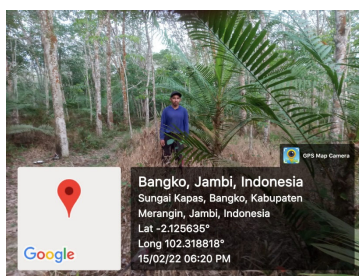 GPS Map Camera
Google
Bangko, Jambi, Indonesia
Sungai Kapas, Bangko, Kabupaten
Merangin, Jambi, Indonesia
Lat -2.125635°
Long 102.318818°
15/02/22 06:20 PM